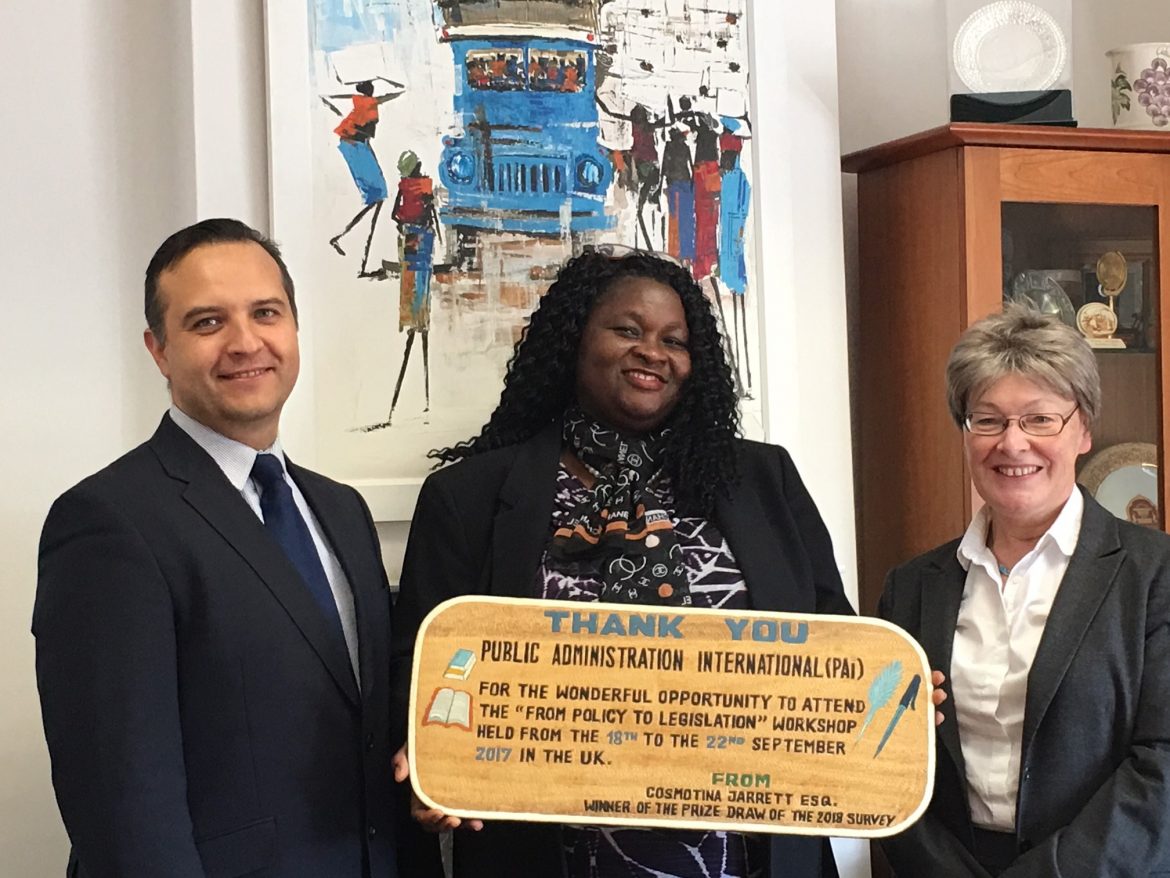 THANK YOU
PUBLIC ADMINISTRATION INTERNATIONAL (PAi)
FOR THE WONDERFUL OPPORTUNITY TO ATTEND
THE "FROM POLICY TO LEGISLATION" WORKSHOP
HELD FROM THE 18TH TO THE 22ND SEPTEMBER
2017 IN THE UK.
FROM
COSMOTINA JARRETT ESQ.
WINNER OF THE PRIZE DRAW OF THE 2018 SURVEY